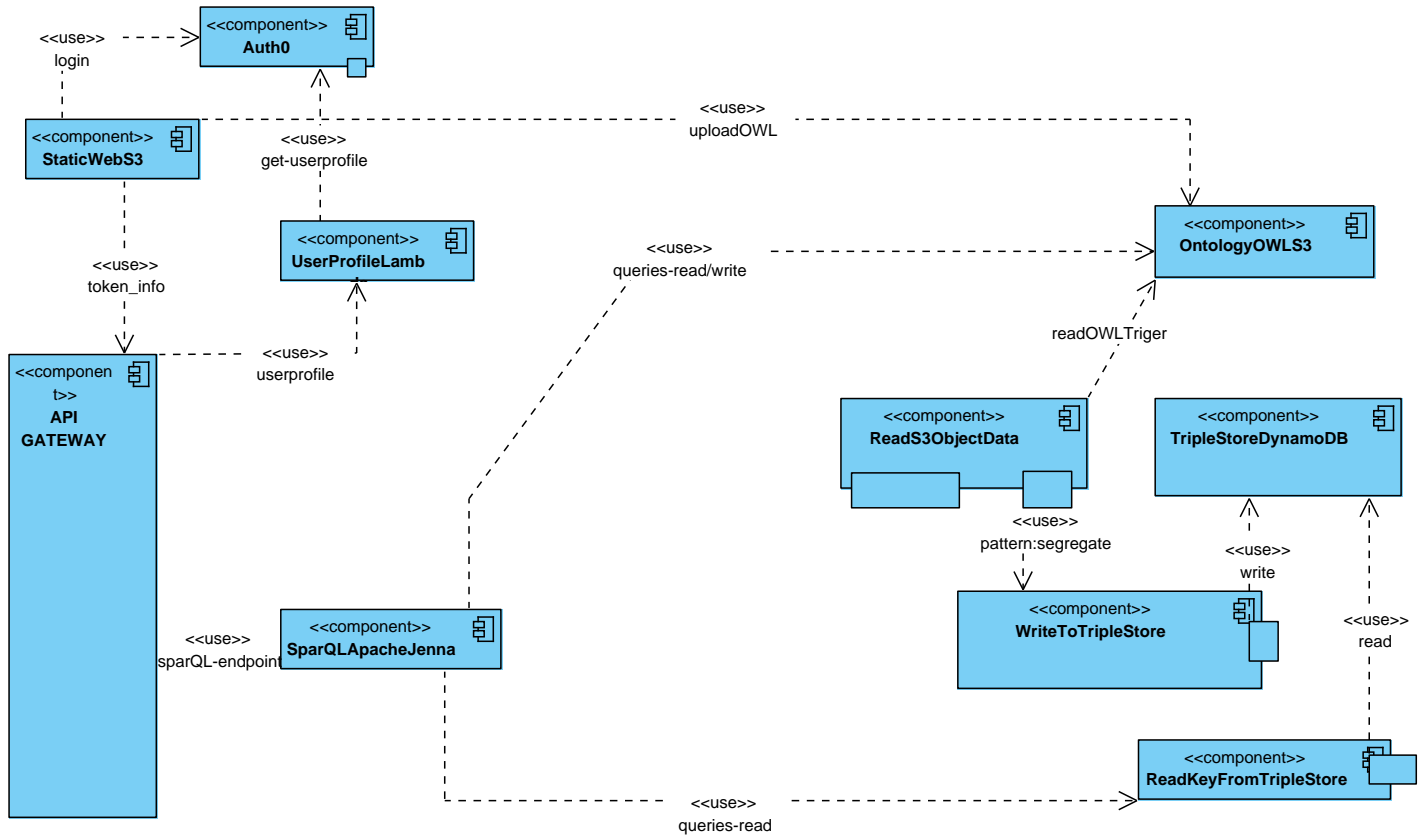 <<component>>
Auth0
<<use>>
login
<<component>>
StaticWebS3
<<use>>
get-userprofile
<<use>>
uploadOWL
<<component>>
OntologyOWLS3
<<component>>
UserProfileLamb
<<use>>
queries-read/write
<<use>>
token_info
readOWLTriger
<<use>>
userprofile
<<componen
t>>
API
GATEWAY
<<component>>
ReadS3ObjectData
<<component>>
TripleStoreDynamoDB
<<use>>
pattern:segregate
<<use>>
write
<<component>>
WriteToTripleStore
<<use>>
read
<<use>>
sparQL-endpoint
<<component>>
SparQLApacheJenna
<<component>>
ReadKeyFromTripleStore
<<use>>
queries-read